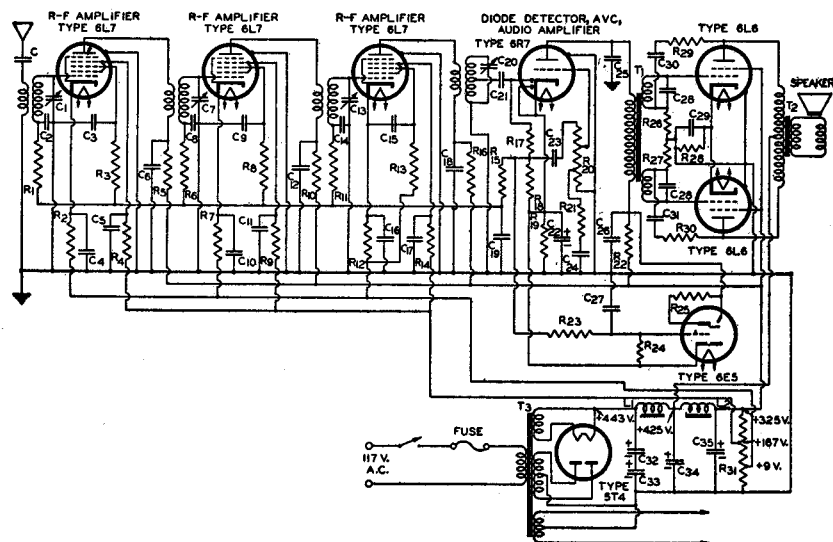 R-F AMPLIFIER
TYPE 6L7
R-F AMPLIFIER
TYPE 6L7
R-F AMPLIFIER
TYPE 6L7
DIODE DETECTOR, AVC,
AUDIO AMPLIFIER
TYPE 6R7
TYPE 6L6
C
C1
C2
C3
R1
R3
R2
C5
R4
C4
C6
R5
C7
C8
C9
R6
R8
R7
C11
R9
C10
C12
R10
C13
C14
C15
R11
R13
R12
C16
C17
R14
C18
R16
C20
C21
R15
C19
R17
R18
R19
C23
R20
R21
C22
C24
C25
C26
R22
T1
C30
R29
C28
R26
C29
R27
R28
C28
C31
R30
TYPE 6L6
T2
SPEAKER
C27
R23
R24
R25
TYPE 6E5
T3
FUSE
117 V.
A.C.
TYPE
5T4
+443 V.
+425 V.
+325 V.
+167 V.
+9 V.
C32
C33
C34
C35
R31